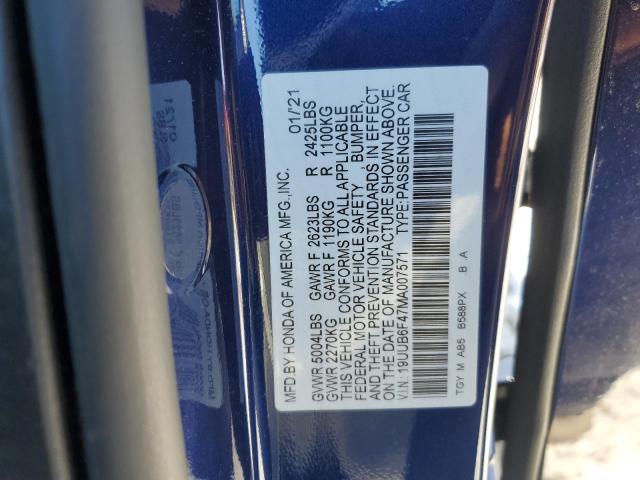 MFD BY HONDA OF AMERICA MFG.,INC. 01/'21
GVWR 5004LBS GAWR F 2623LBS R 2425LBS
GVWR 2270KG GAWR F 1190KG R 1100KG
THIS VEHICLE CONFORMS TO ALL APPLICABLE
FEDERAL MOTOR VEHICLE SAFETY, BUMPER,
AND THEFT PREVENTION STANDARDS IN EFFECT
ON THE DATE OF MANUFACTURE SHOWN ABOVE.
V.I.N.:19UUB6F47MA007571 TYPE:PASSENGER CAR
TGY M AB5 B588PX B A